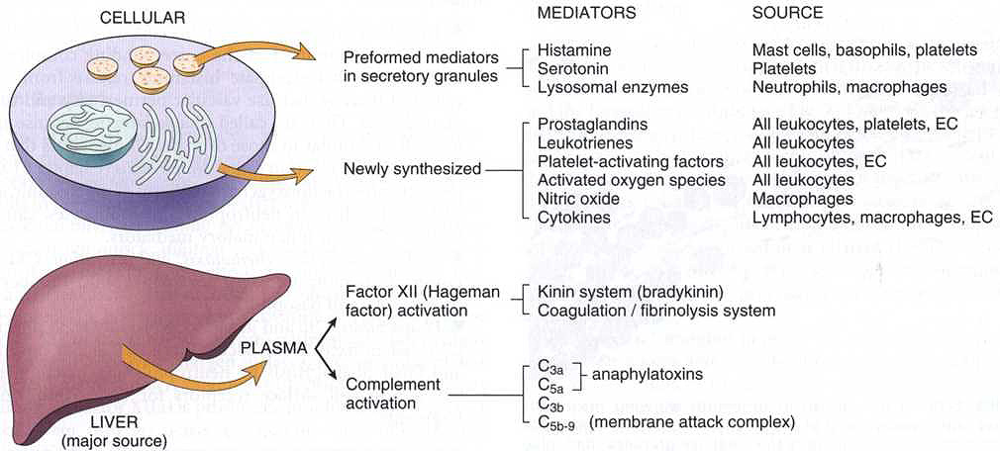 CELLULAR
MEDIATORS
SOURCE
Preformed mediators
in secretory granules
Histamine
Mast cells, basophils, platelets
Serotonin
Platelets
Lysosomal enzymes
Neutrophils, macrophages
Newly synthesized
Prostaglandins
All leukocytes, platelets, EC
Leukotrienes
All leukocytes
Platelet-activating factors
All leukocytes, EC
Activated oxygen species
All leukocytes
Nitric oxide
Macrophages
Cytokines
Lymphocytes, macrophages, EC
LIVER
(major source)
PLASMA
Factor XII (Hageman
factor) activation
Kinin system (bradykinin)
Coagulation / fibrinolysis system
Complement
activation
C3a
C5a
anaphylatoxins
C3b
C5b-9 (membrane attack complex)